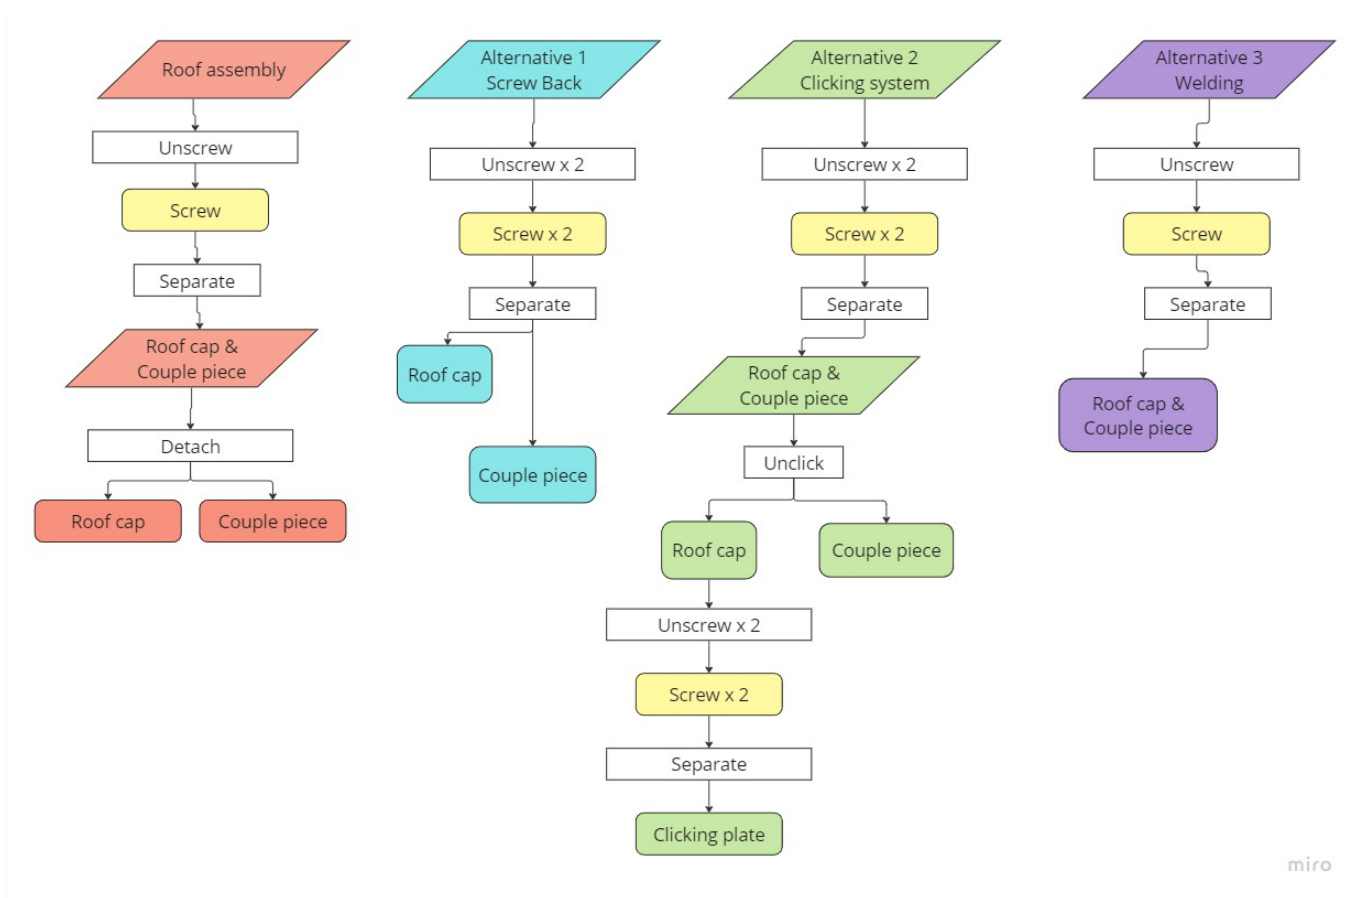 Roof assembly
Unscrew
Screw
Separate
Roof cap &
Couple piece
Detach
Roof cap
Couple piece
Alternative 1
Screw Back
Unscrew x 2
Screw x 2
Separate
Roof cap
Couple piece
Alternative 2
Clicking system
Unscrew x 2
Screw x 2
Separate
Roof cap &
Couple piece
Unclick
Roof cap
Couple piece
Unscrew x 2
Screw x 2
Separate
Clicking plate
Alternative 3
Welding
Unscrew
Screw
Separate
Roof cap &
Couple piece
miro